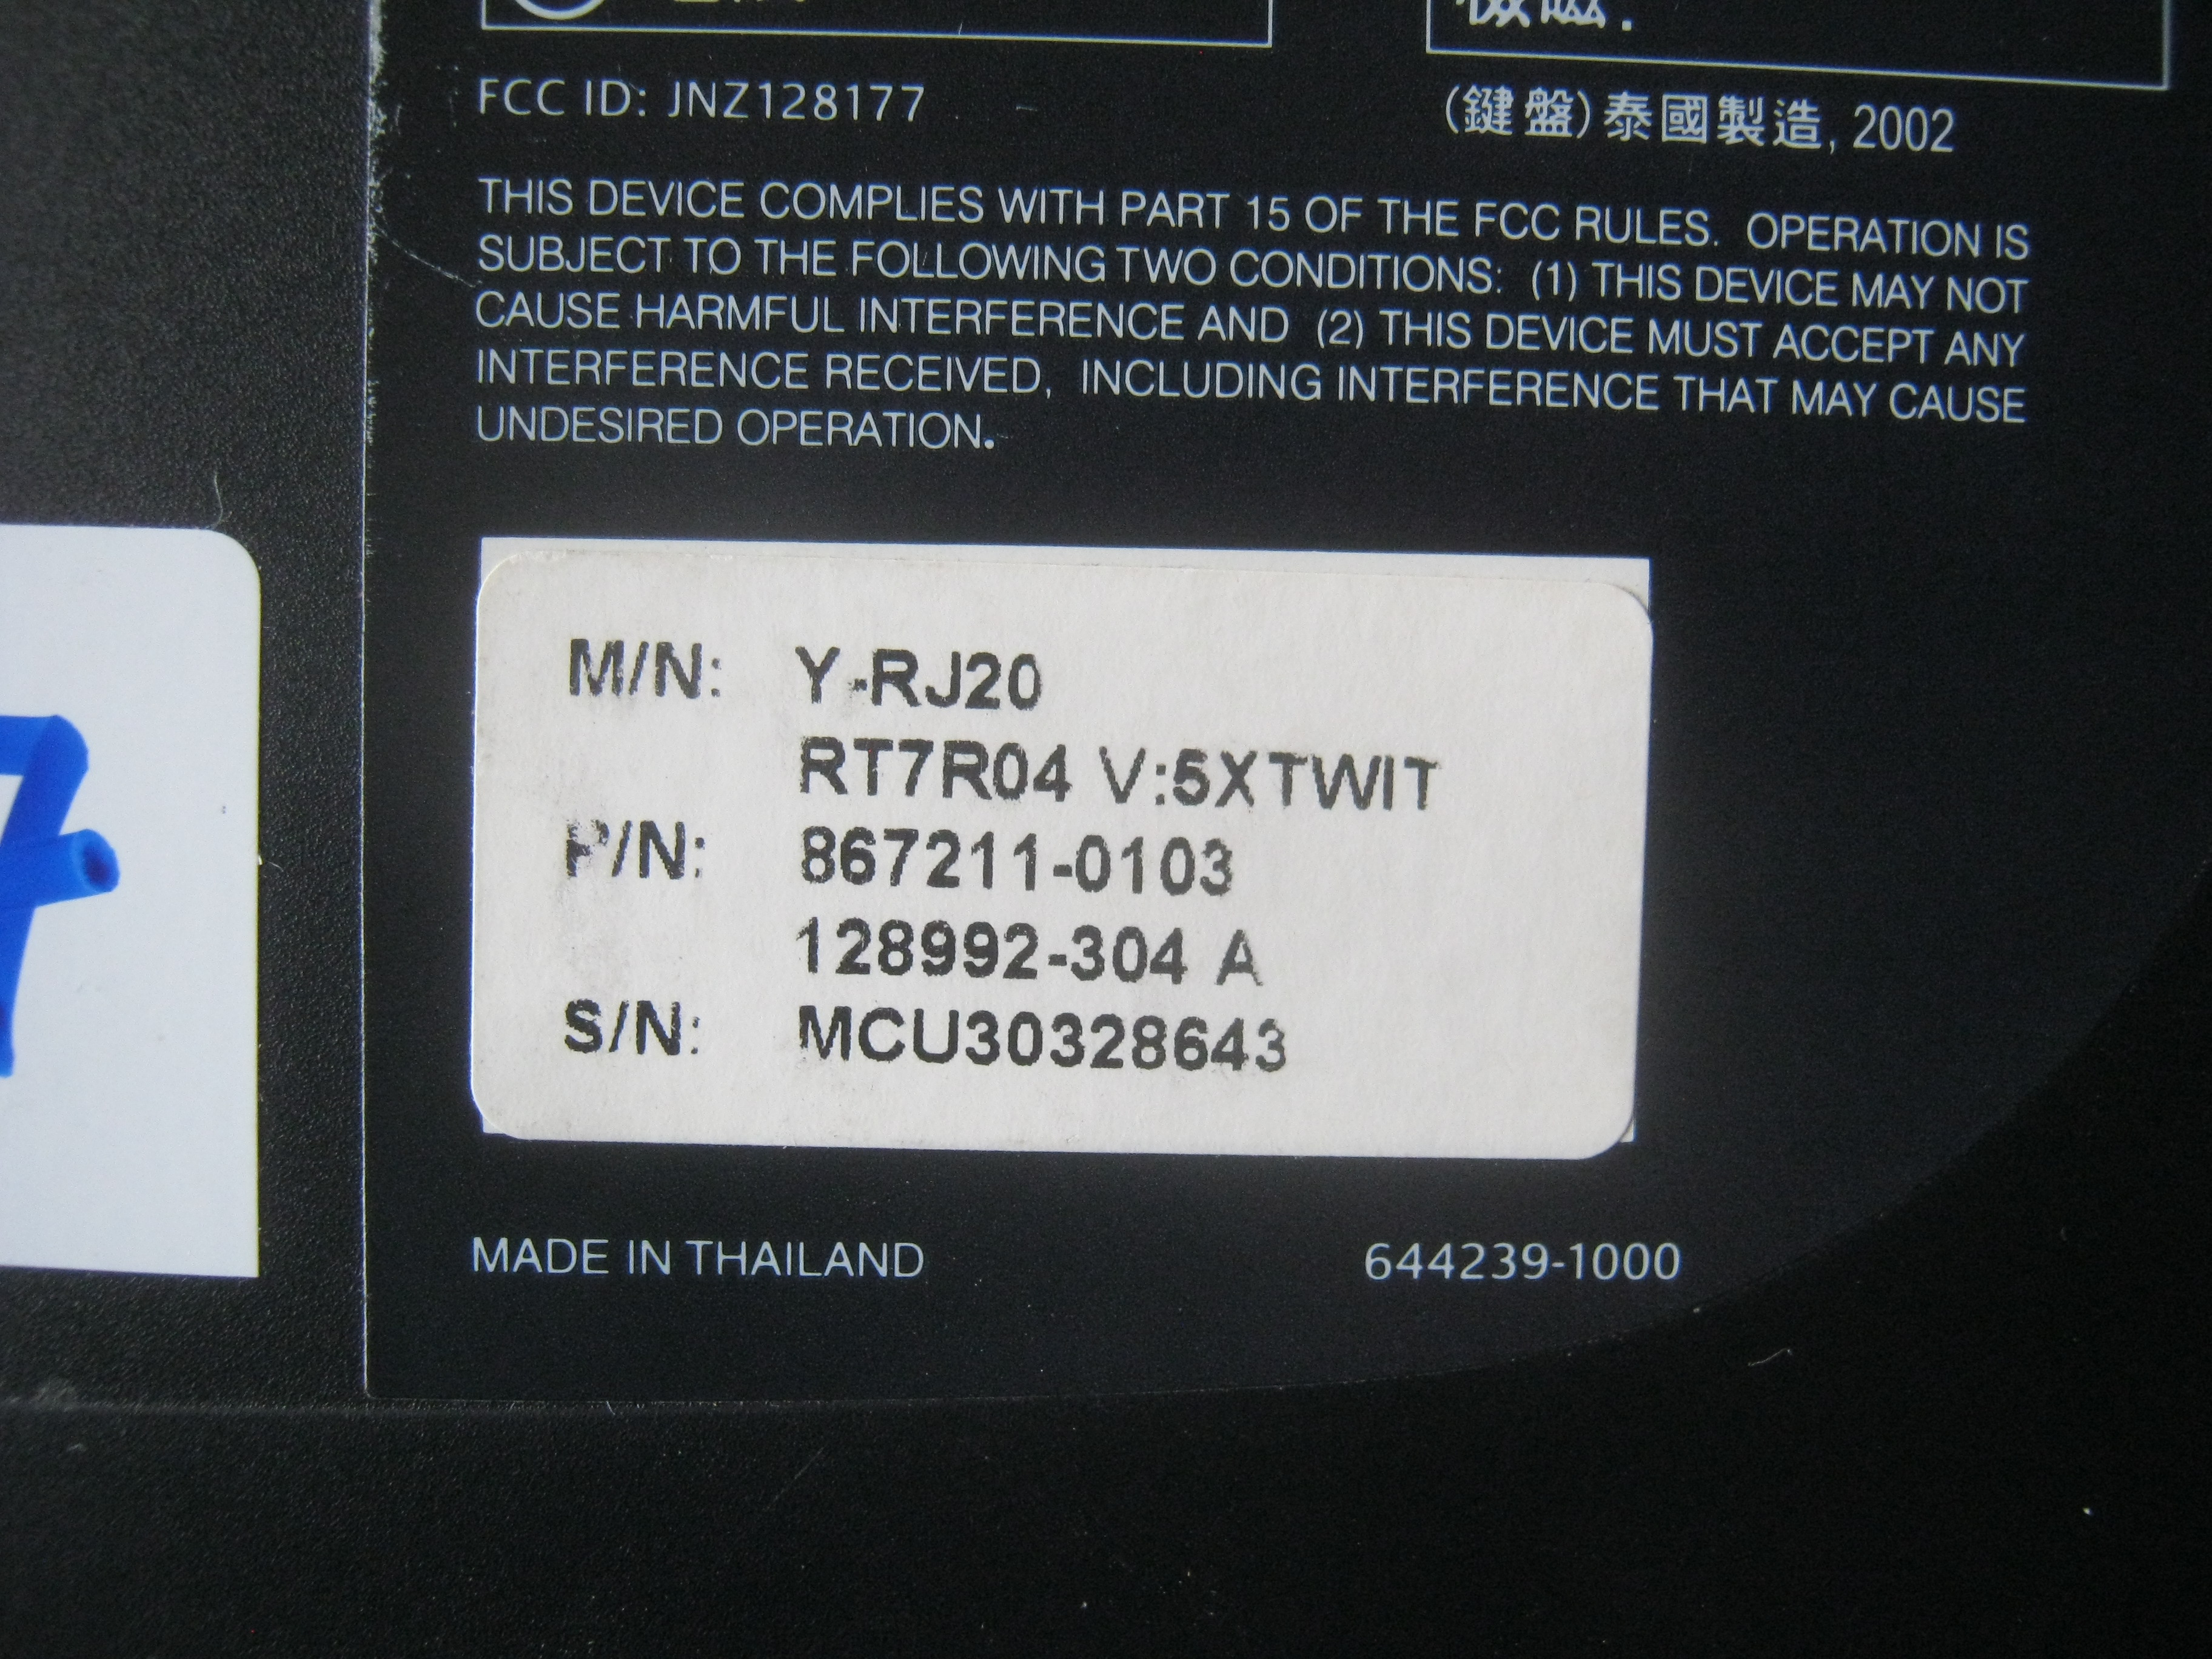 FCC ID: JNZ128177
(鍵盤)泰國製造, 2002
THIS DEVICE COMPLIES WITH PART 15 OF THE FCC RULES. OPERATION IS
SUBJECT TO THE FOLLOWING TWO CONDITIONS: (1) THIS DEVICE MAY NOT
CAUSE HARMFUL INTERFERENCE AND (2) THIS DEVICE MUST ACCEPT ANY
INTERFERENCE RECEIVED, INCLUDING INTERFERENCE THAT MAY CAUSE
UNDESIRED OPERATION.
M/N: Y-RJ20
RT7R04 V:5XTWIT
P/N: 867211-0103
128992-304 A
S/N: MCU30328643
MADE IN THAILAND
644239-1000
7